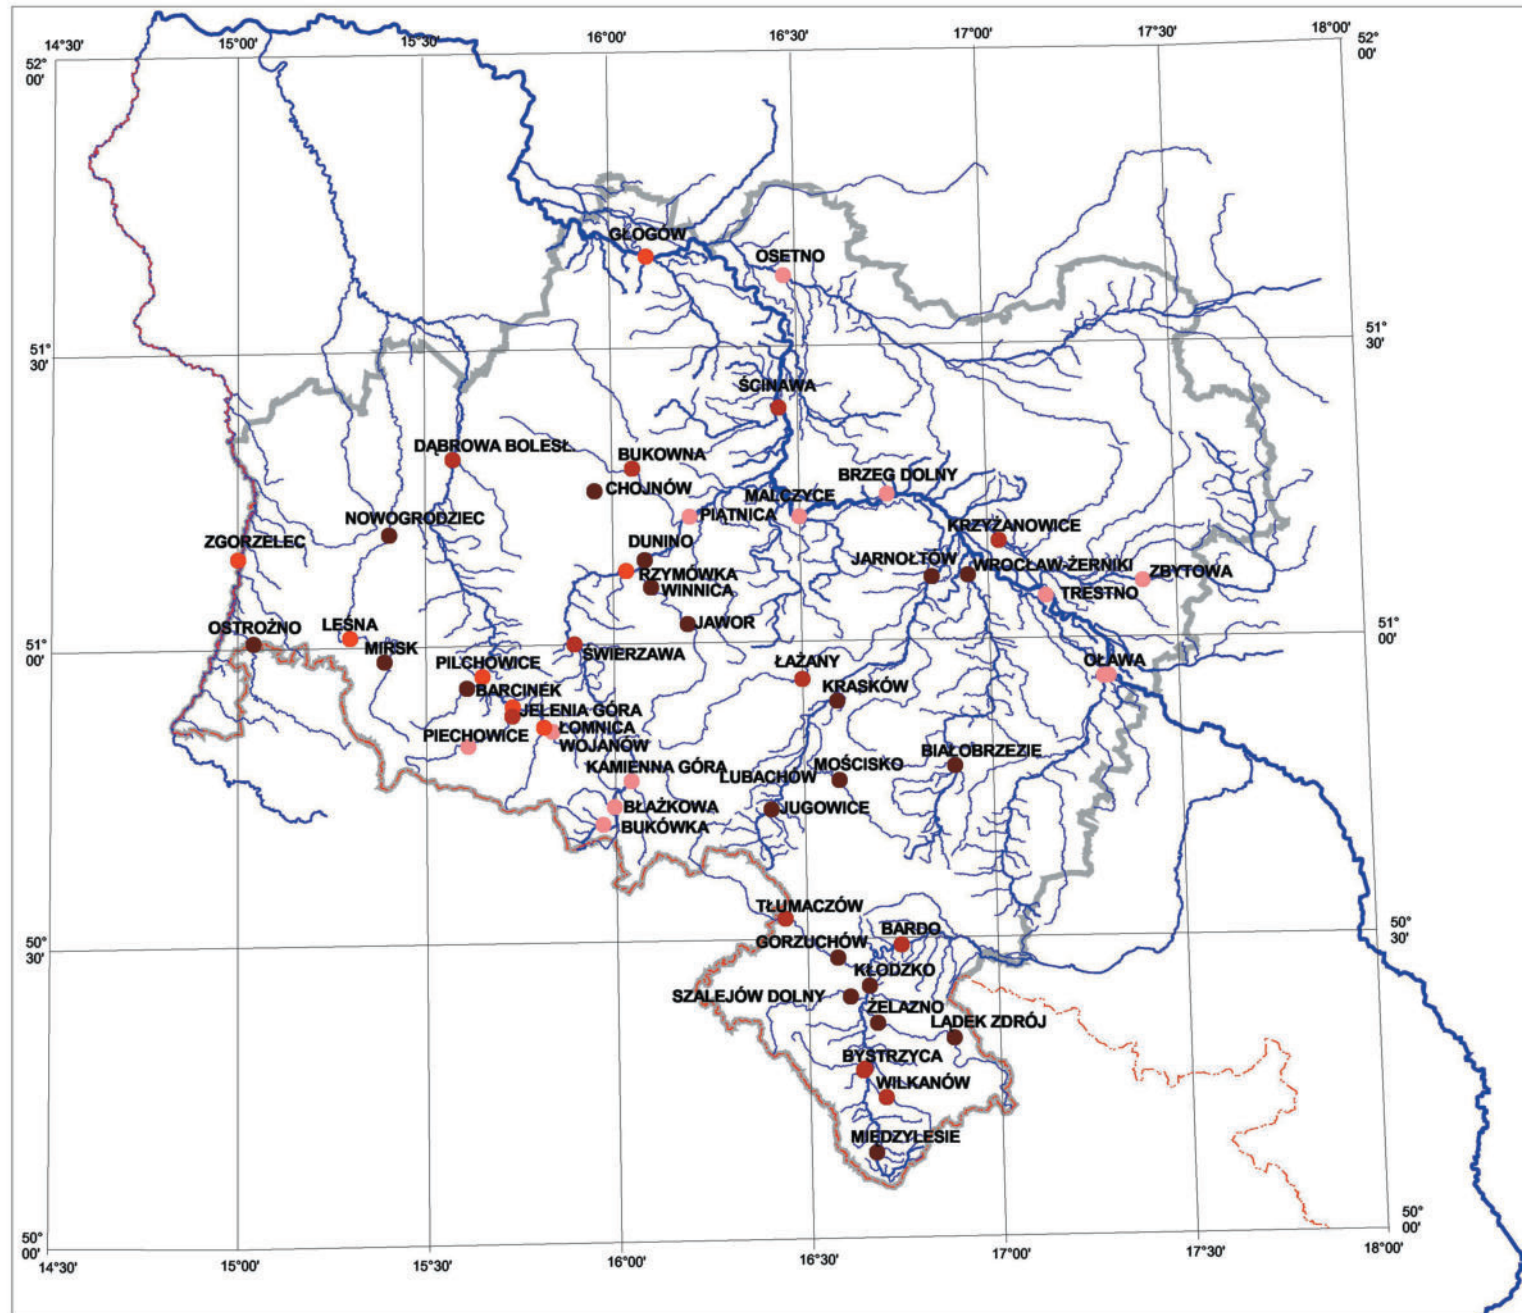 14°30'
15°00'
15°30'
16°00'
16°30'
17°00'
17°30'
18°00'
52°
00'
52°
00'
GŁOGÓW
OSETNO
51°
30'
51°
30'
ŚCINAWA
DĄBROWA BOLESŁ.
BUKOWNA
CHOJNÓW
BRZEG DOLNY
MALCZYCE
PIĄTNICA
NOWOGRODZIEC
KRZYŻANOWICE
ZGORZELEC
DUNINO
JARNOŁTÓW
WROCŁAW-ŻERNIKI
ZBYTOWA
RZYMÓWKA
WINNICA
TRESTNO
JAWOR
OSTROŻNO
LEŚNA
MIRSK
51°
00'
51°
00'
ŚWIERZAWA
PILCHOWICE
ŁAŻANY
OŁAWA
BARCINEK
KRASKÓW
JELENIA GÓRA
PIECHOWICE
ŁOMNICA
WOJANÓW
BIAŁOBRZEZIE
KAMIENNA GÓRA
LUBACHÓW
MOŚCISKO
BŁAŻKOWA
JUGOWICE
BUKÓWKA
TŁUMACZÓW
BARDO
50°
30'
50°
30'
GORZUCHÓW
KŁODZKO
SZALEJÓW DOLNY
ŻELAZNO
LĄDEK ZDRÓJ
BYSTRZYCA
WILKANÓW
MIĘDZYLESIE
50°
00'
50°
00'
14°30'
15°00'
15°30'
16°00'
16°30'
17°00'
17°30'
18°00'